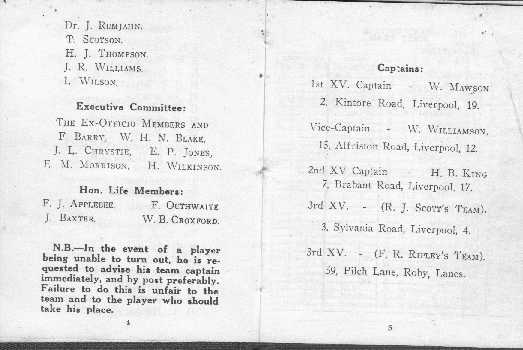 Dr. J. Remjahn.
T. Scotson.
H. J. Thompson.
J. R. Williams.
I. Wilson.
Executive Committee:
The Ex-Officio Members and
F. Barry, W. H. N. Blake,
J. L. Chrystie, E. P. Jones,
E. M. Morrison, H. Wilkinson.
Hon. Life Members:
F. J. Applebee. F. Outhwaite
J. Baxter. W. B. Croxford.
N.B.—In the event of a player
being unable to turn out, he is re-
quested to advise his team captain
immediately, and by post preferably.
Failure to do this is unfair to the
team and to the player who should
take his place.
4
Captains:
1st XV. Captain - W. Mawson
2, Kintore Road, Liverpool, 19.
Vice-Captain - W. Williamson.
15, Alfriston Road, Liverpool, 12.
2nd XV Captain - H. B. King
7, Brabant Road, Liverpool, 17.
3rd XV. - (R. J. Scott's Team).
3, Sylvania Road, Liverpool, 4.
3rd XV. - (F. R. Ripley's Team).
59, Pilch Lane, Roby, Lancs.
5